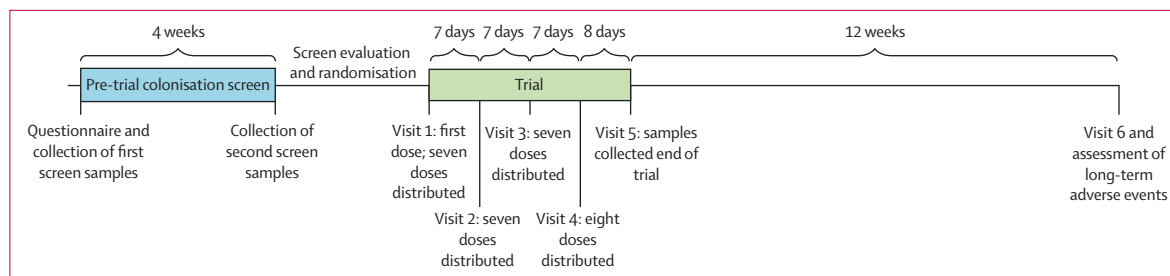 4 weeks
Screen evaluation
and randomisation
7 days
7 days
7 days
8 days
12 weeks
Pre-trial colonisation screen
Trial
Questionnaire and
collection of first
screen samples
Collection of
second screen
samples
Visit 1: first
dose; seven
doses
distributed
Visit 3: seven
doses
distributed
Visit 5: samples
collected end of
trial
Visit 6 and
assessment of
long-term
adverse events
Visit 2: seven
doses
distributed
Visit 4: eight
doses
distributed